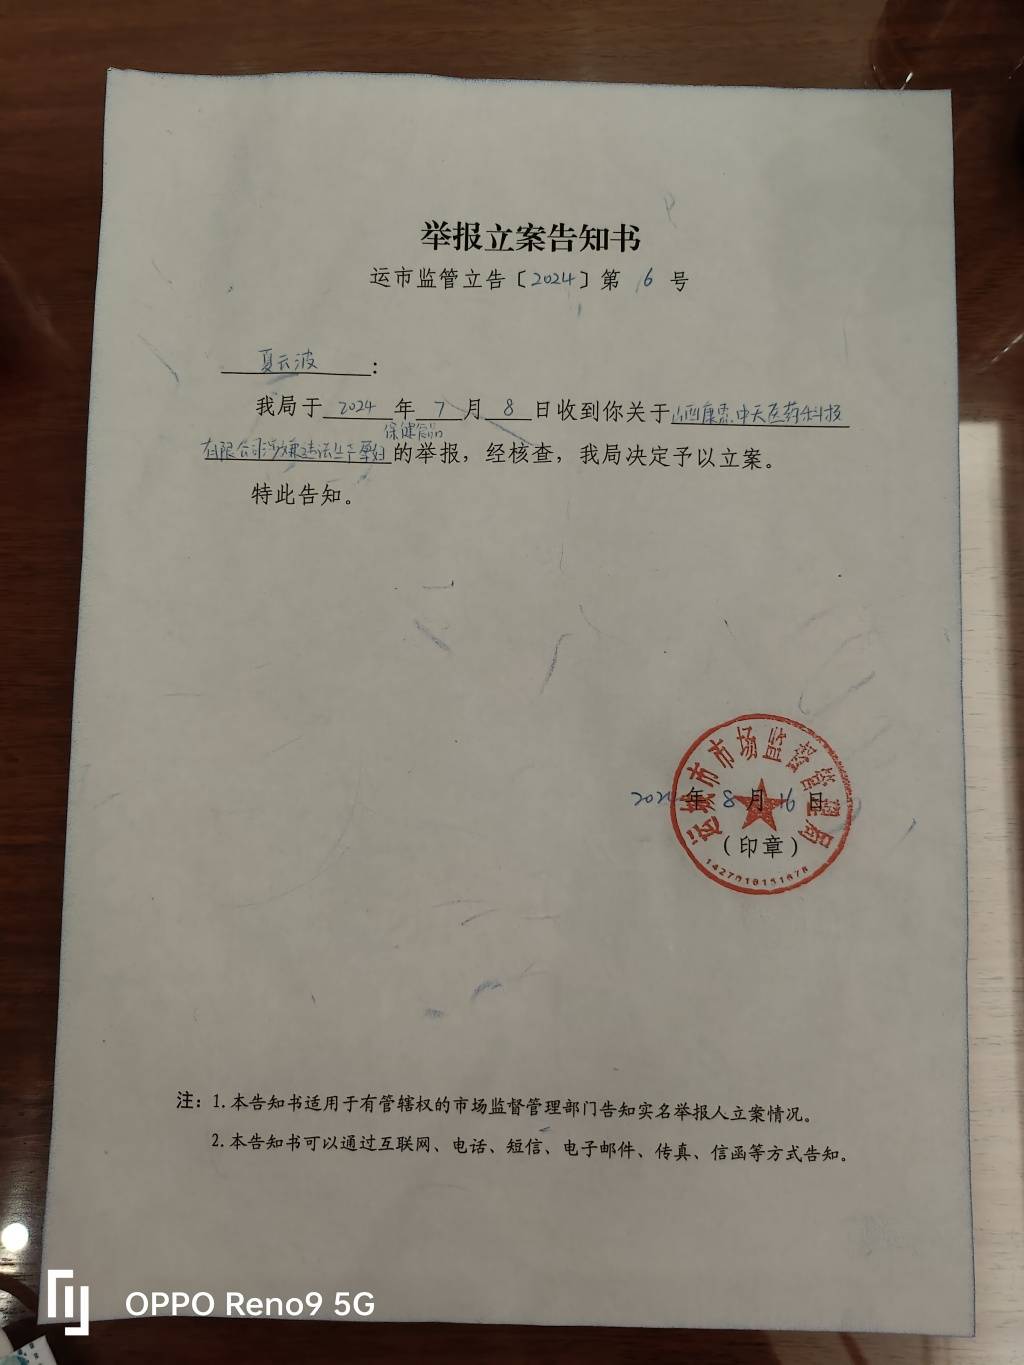 举报立案告知书
运市监管立告〔2024〕第 6 号
夏云波：
我局于 2024 年 7 月 8 日收到你关于山西康乐中天医药科技
保健食品
有限公司涉嫌违法生产孕妇的举报，经核查，我局决定予以立案。
特此告知。
运城市市场监督管理局
2024年 8 月 16 日
（印章）
注：1.本告知书适用于有管辖权的市场监督管理部门告知实名举报人立案情况。
2.本告知书可以通过互联网、电话、短信、电子邮件、传真、信函等方式告知。
OPPO Reno9 5G